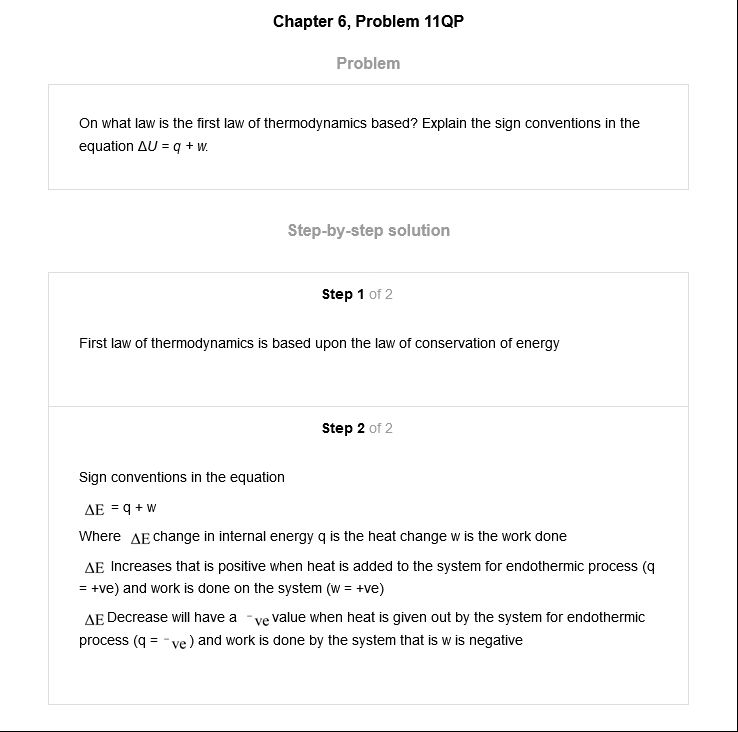 Chapter 6, Problem 11QP
Problem
On what law is the first law of thermodynamics based? Explain the sign conventions in the
equation ΔU = q + w.
Step-by-step solution
Step 1 of 2
First law of thermodynamics is based upon the law of conservation of energy
Step 2 of 2
Sign conventions in the equation
ΔE = q + w
Where ΔE change in internal energy q is the heat change w is the work done
ΔE Increases that is positive when heat is added to the system for endothermic process (q
= +ve) and work is done on the system (w = +ve)
ΔE Decrease will have a ⁻ve value when heat is given out by the system for endothermic
process (q = ⁻ve) and work is done by the system that is w is negative